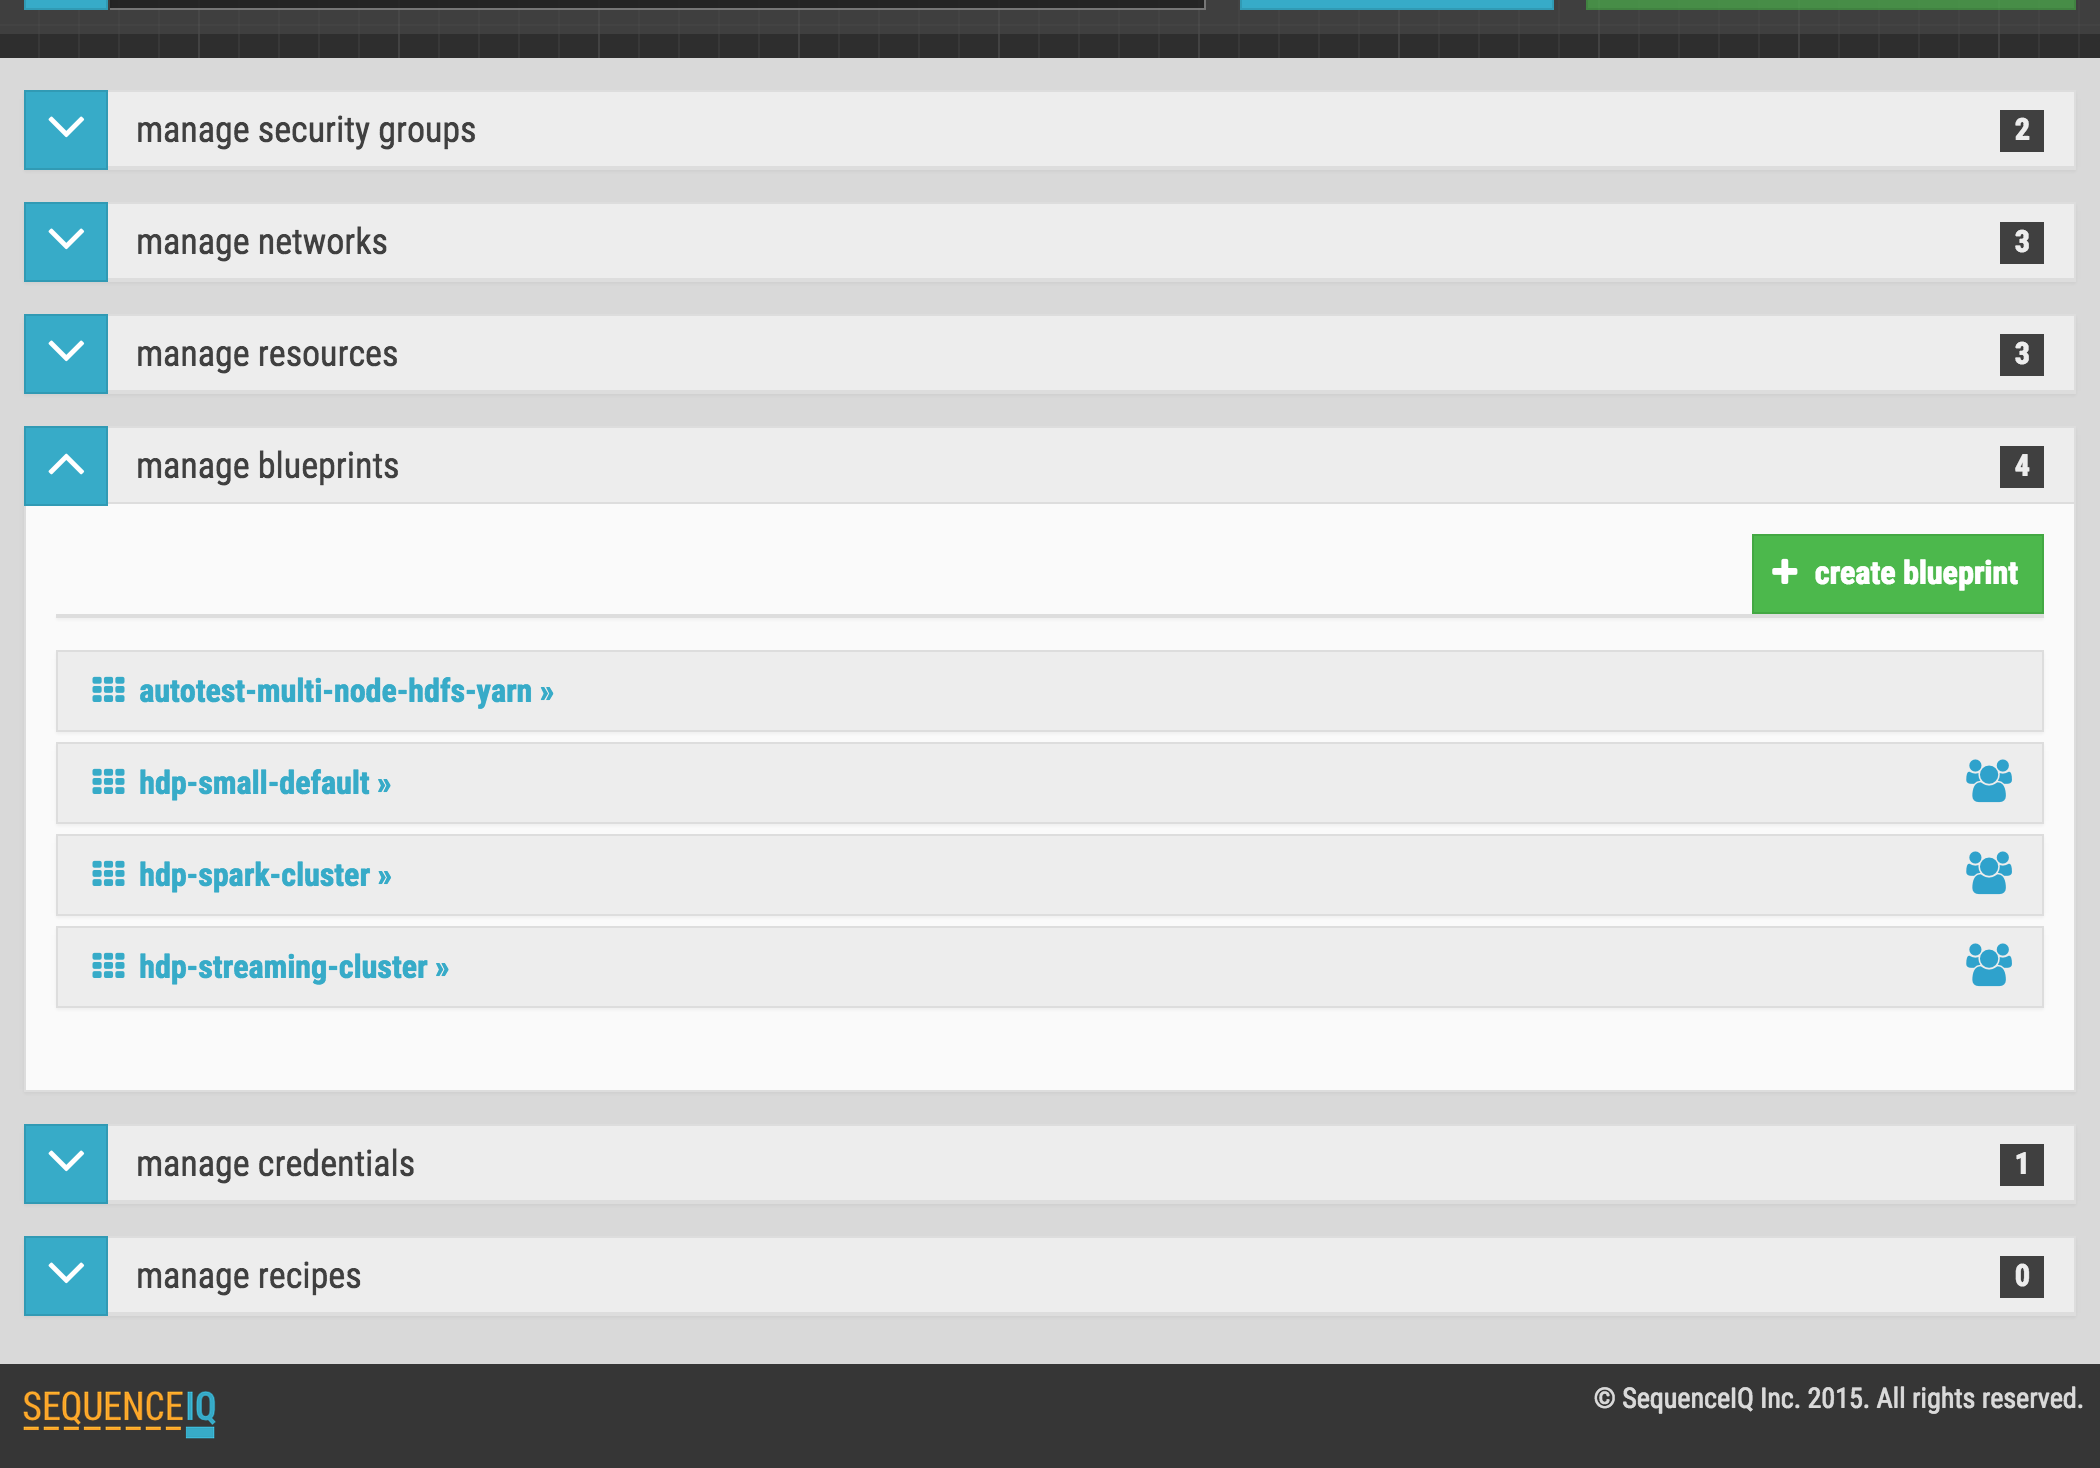 manage security groups 2
manage networks 3
manage resources 3
manage blueprints 4
create blueprint
autotest-multi-node-hdfs-yarn »
hdp-small-default »
hdp-spark-cluster »
hdp-streaming-cluster »
manage credentials 1
manage recipes 0
SEQUENCEIQ © SequenceIQ Inc. 2015. All rights reserved.